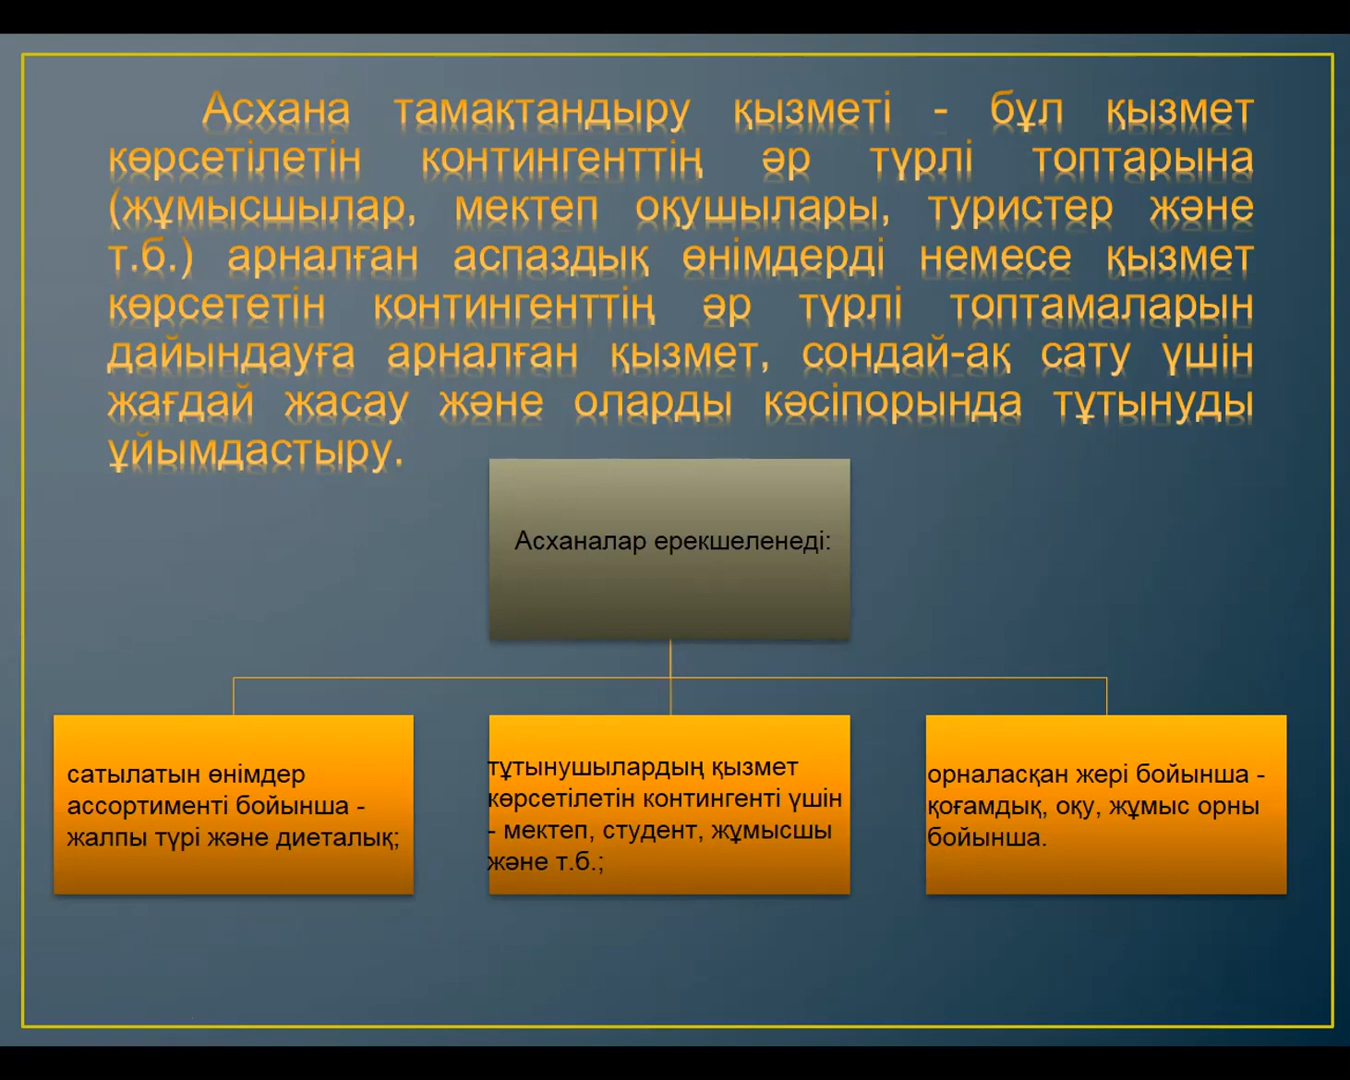 Асхана тамақтандыру қызметі - бұл қызмет
көрсетілетін контингенттің әр түрлі топтарына
(жұмысшылар, мектеп оқушылары, туристер және
т.б.) арналған аспаздық өнімдерді немесе қызмет
көрсететін контингенттің әр түрлі топтамаларын
дайындауға арналған қызмет, сондай-ақ сату үшін
жағдай жасау және оларды кәсіпорында тұтынуды
ұйымдастыру.
Асханалар ерекшеленеді:
сатылатын өнімдер
ассортименті бойынша -
жалпы түрі және диеталық;
тұтынушылардың қызмет
көрсетілетін контингенті үшін
- мектеп, студент, жұмысшы
және т.б.;
орналасқан жері бойынша -
қоғамдық, оқу, жұмыс орны
бойынша.